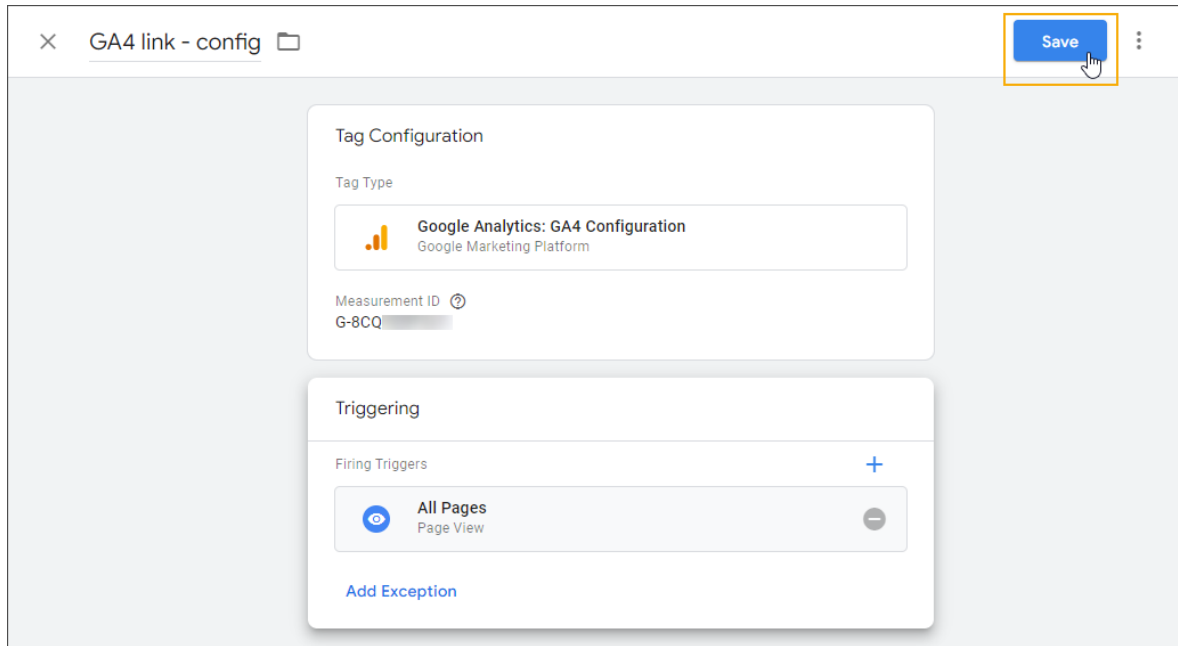 GA4 link - config
Save
Tag Configuration
Tag Type
Google Analytics: GA4 Configuration
Google Marketing Platform
Measurement ID
G-8CQ
Triggering
Firing Triggers
All Pages
Page View
Add Exception